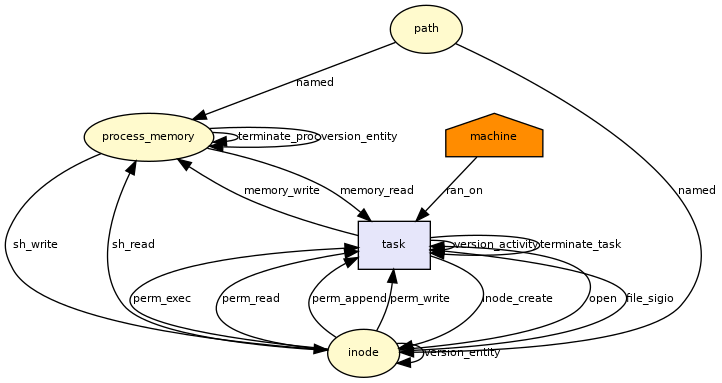 path
named
process_memory
terminate_proc
version_entity
machine
memory_write
memory_read
ran_on
named
sh_write
sh_read
task
version_activity
terminate_task
perm_exec
perm_read
perm_append
perm_write
inode_create
open
file_sigio
inode
version_entity